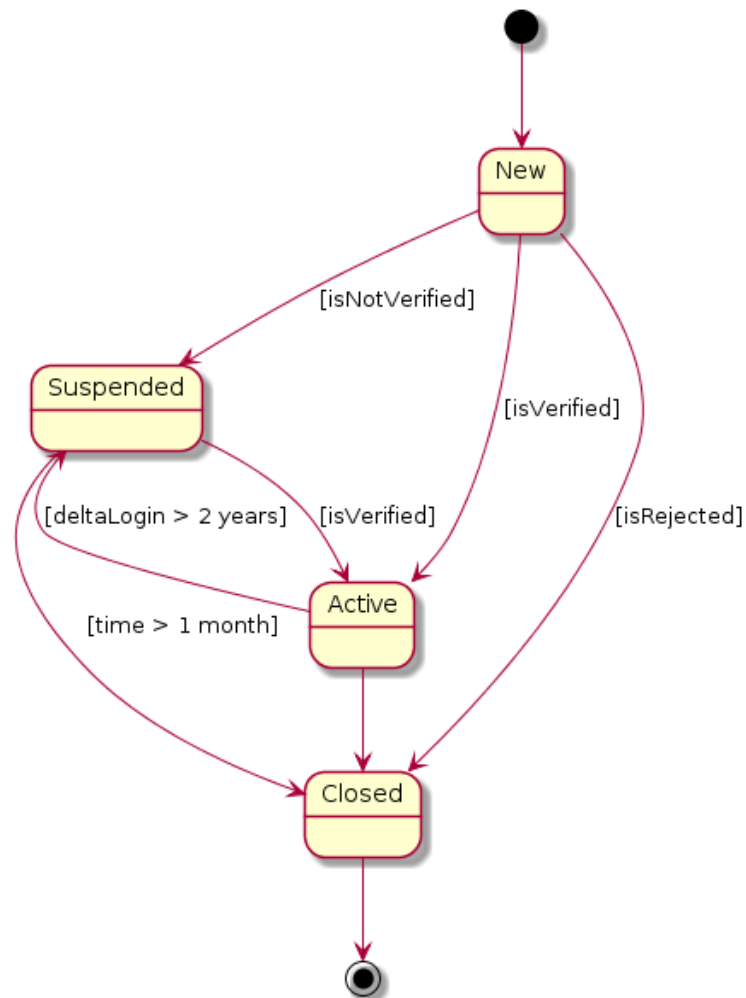 New
[isNotVerified]
Suspended
[isVerified]
[deltaLogin > 2 years]
[isVerified]
[isRejected]
Active
[time > 1 month]
Closed